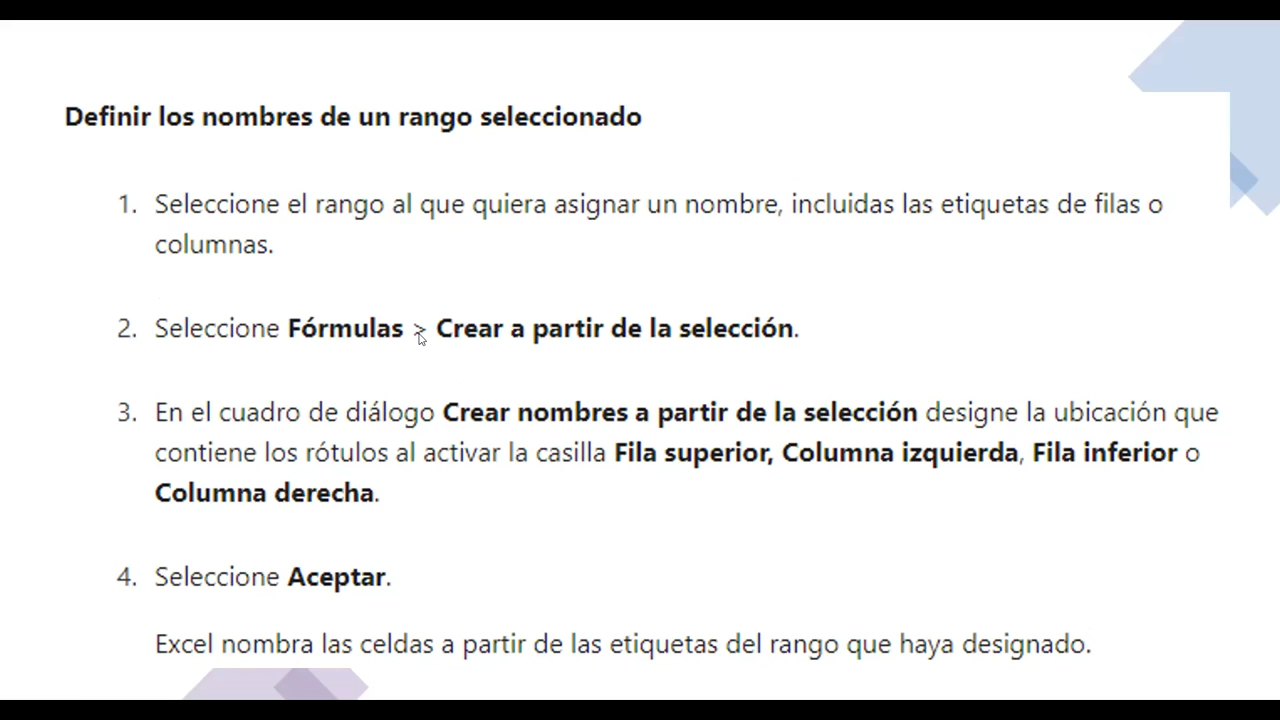 Definir los nombres de un rango seleccionado
1. Seleccione el rango al que quiera asignar un nombre, incluidas las etiquetas de filas o
columnas.
2. Seleccione Fórmulas > Crear a partir de la selección.
3. En el cuadro de diálogo Crear nombres a partir de la selección designe la ubicación que
contiene los rótulos al activar la casilla Fila superior, Columna izquierda, Fila inferior o
Columna derecha.
4. Seleccione Aceptar.
Excel nombra las celdas a partir de las etiquetas del rango que haya designado.